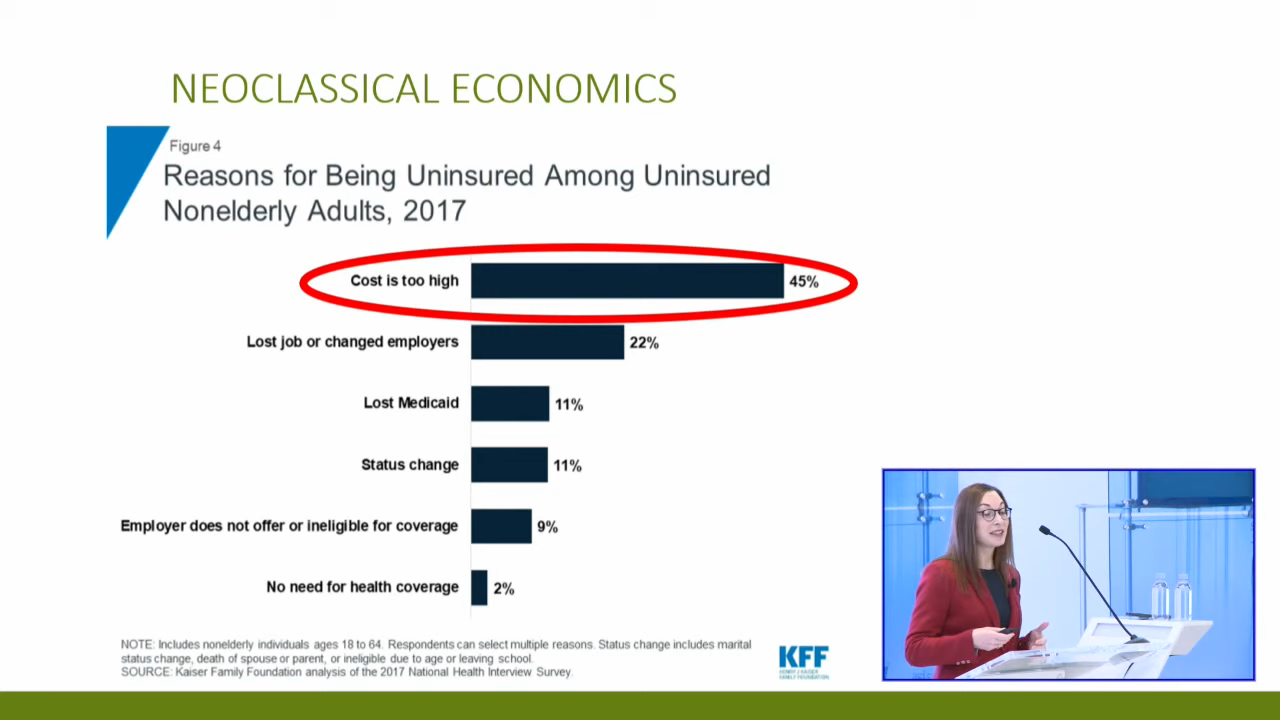 NEOCLASSICAL ECONOMICS
Figure 4
Reasons for Being Uninsured Among Uninsured
Nonelderly Adults, 2017
Cost is too high 45%
Lost job or changed employers 22%
Lost Medicaid 11%
Status change 11%
Employer does not offer or ineligible for coverage 9%
No need for health coverage 2%
NOTE: Includes nonelderly individuals ages 18 to 64. Respondents can select multiple reasons. Status change includes marital
status change, death of spouse or parent, or ineligible due to age or leaving school.
SOURCE: Kaiser Family Foundation analysis of the 2017 National Health Interview Survey.
KFF
HENRY J KAISER
FAMILY FOUNDATION